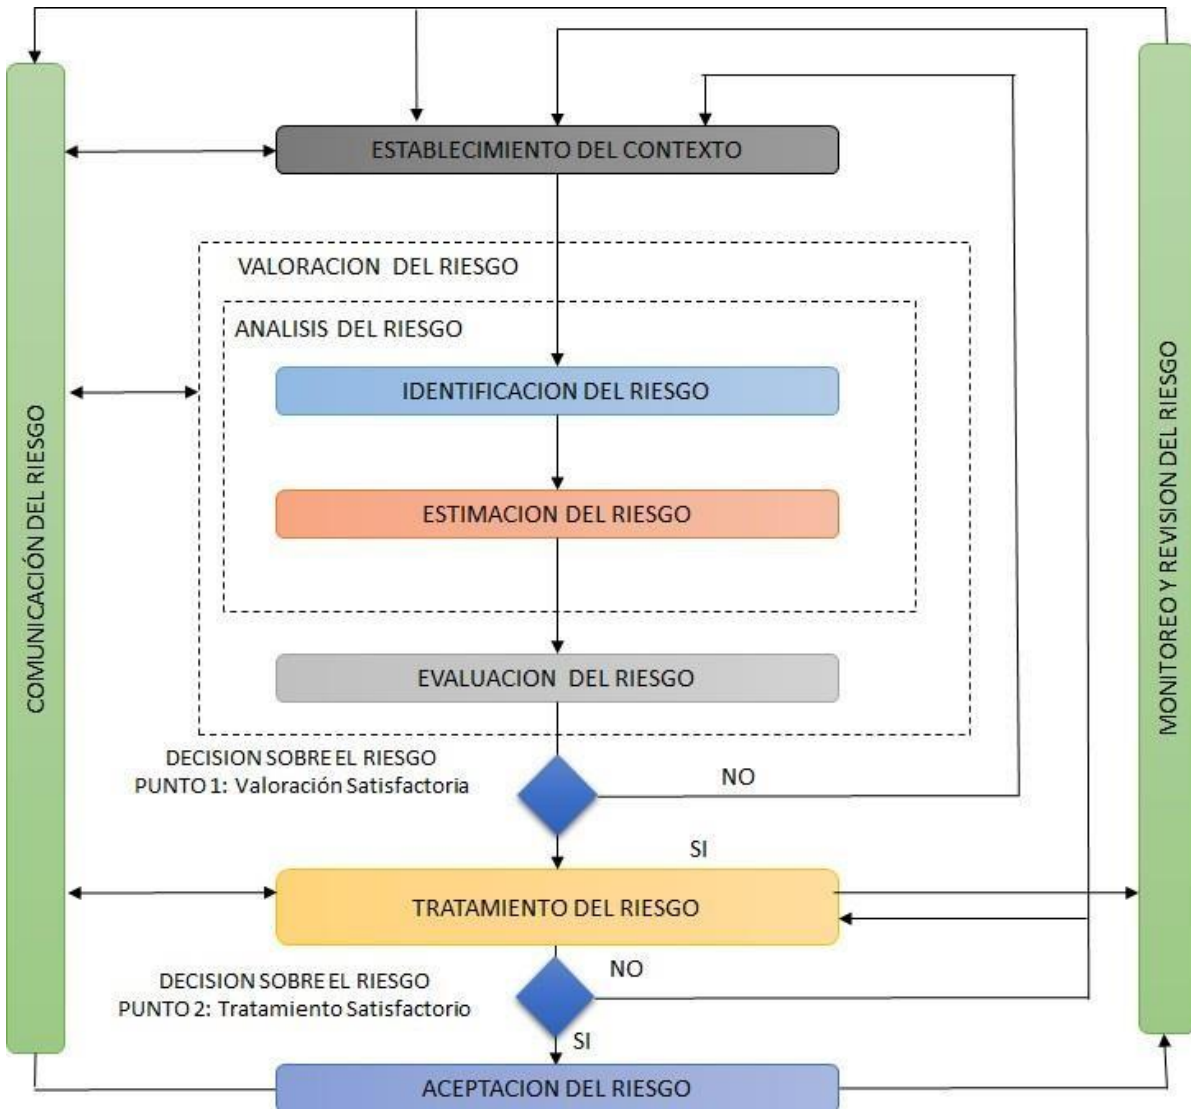 ESTABLECIMIENTO DEL CONTEXTO
VALORACION DEL RIESGO
ANALISIS DEL RIESGO
IDENTIFICACION DEL RIESGO
ESTIMACION DEL RIESGO
EVALUACION DEL RIESGO
DECISION SOBRE EL RIESGO
PUNTO 1: Valoración Satisfactoria
NO
SI
TRATAMIENTO DEL RIESGO
DECISION SOBRE EL RIESGO
PUNTO 2: Tratamiento Satisfactorio
NO
SI
ACEPTACION DEL RIESGO
COMUNICACIÓN DEL RIESGO
MONITOREO Y REVISION DEL RIESGO